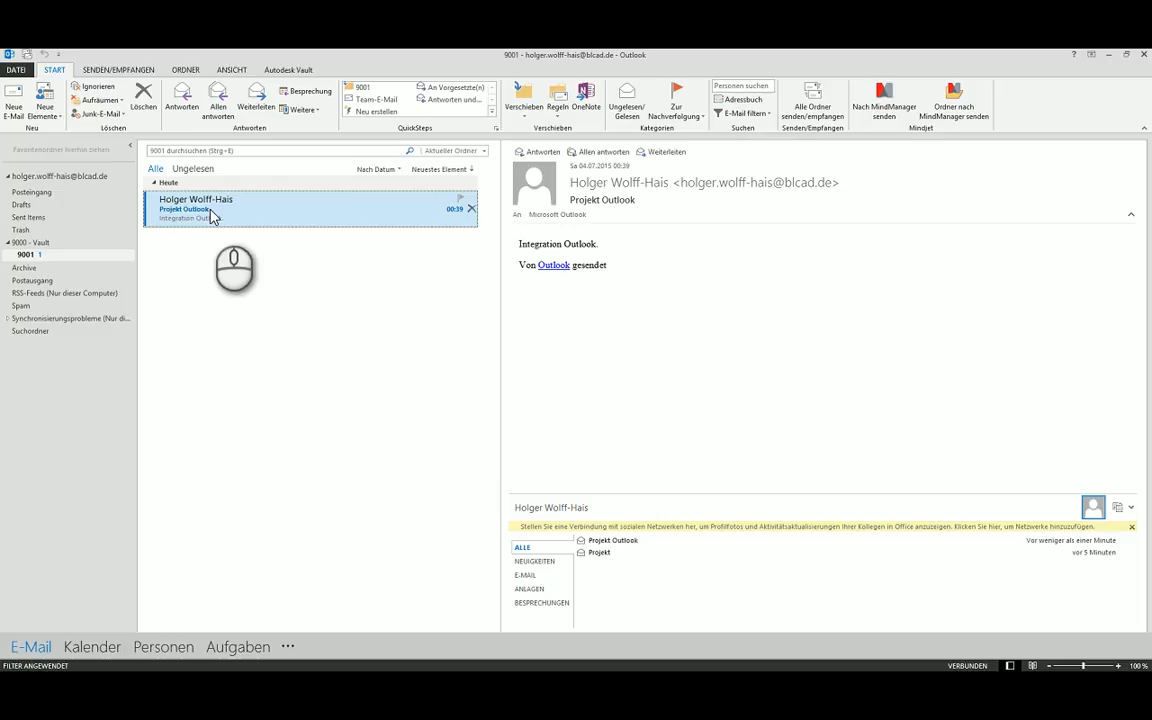 9001 - holger.wolff-hais@blcad.de - Outlook
DATEI START SENDEN/EMPFANGEN ORDNER ANSICHT Autodesk Vault
Neue E-Mail
Neue Elemente
Neu
Ignorieren
Aufräumen
Junk-E-Mail
Löschen
Löschen
Antworten
Allen antworten
Weiterleiten
Besprechung
Weitere
Antworten
9001
Team-E-Mail
Neu erstellen
An Vorgesetzte(n)
Antworten und...
QuickSteps
Verschieben
Regeln
OneNote
Verschieben
Ungelesen/ Gelesen
Zur Nachverfolgung
Kategorien
Personen suchen
Adressbuch
E-Mail filtern
Suchen
Alle Ordner senden/empfangen
Senden/Empfangen
Nach MindManager senden
Ordner nach MindManager senden
Mindjet
Favoritenordner hierhin ziehen
holger.wolff-hais@blcad.de
Posteingang
Drafts
Sent Items
Trash
9000 - Vault
9001 1
Archive
Postausgang
RSS-Feeds (Nur dieser Computer)
Spam
Synchronisierungsprobleme (Nur di...
Suchordner
9001 durchsuchen (Strg+E)
Aktueller Ordner
Alle Ungelesen
Nach Datum Neuestes Element
Heute
Holger Wolff-Hais
Projekt Outlook 00:39
Integration
Antworten Allen antworten Weiterleiten
Sa 04.07.2015 00:39
Holger Wolff-Hais <holger.wolff-hais@blcad.de>
Projekt Outlook
An Microsoft Outlook
Integration Outlook.
Von Outlook gesendet
Holger Wolff-Hais
Stellen Sie eine Verbindung mit sozialen Netzwerken her, um Profilfotos und Aktivitätsaktualisierungen Ihrer Kollegen in Office anzuzeigen. Klicken Sie hier, um Netzwerke hinzuzufügen.
ALLE
NEUIGKEITEN
E-MAIL
ANLAGEN
BESPRECHUNGEN
Projekt Outlook Vor weniger als einer Minute
Projekt vor 5 Minuten
E-Mail Kalender Personen Aufgaben ...
FILTER ANGEWENDET
VERBUNDEN
100 %